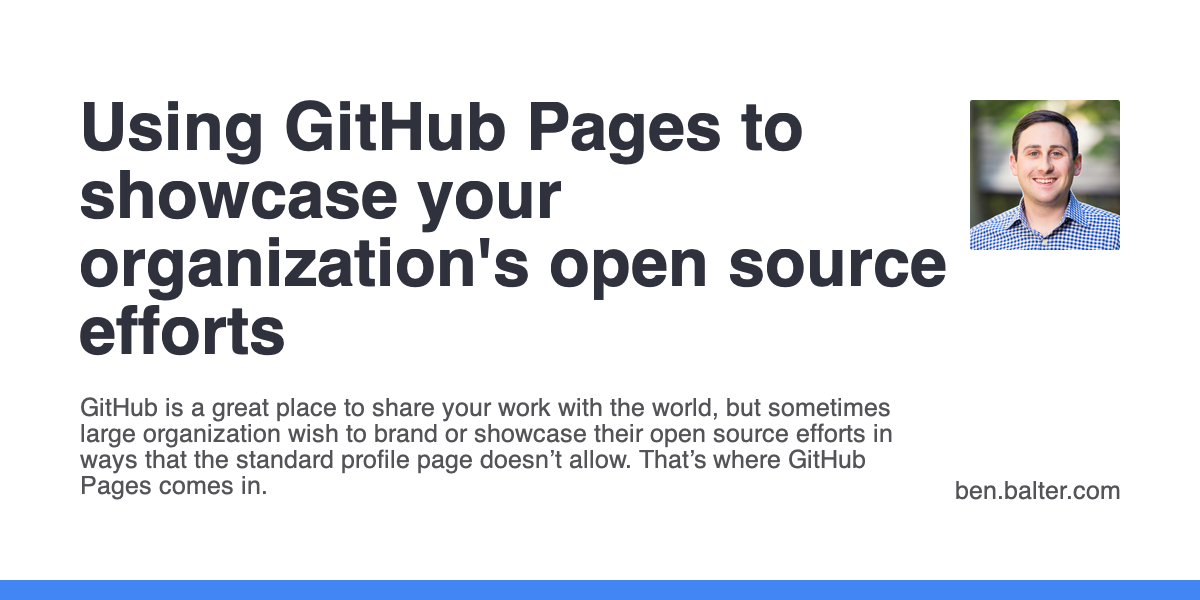 Using GitHub Pages to
showcase your
organization's open source
efforts
GitHub is a great place to share your work with the world, but sometimes
large organization wish to brand or showcase their open source efforts in
ways that the standard profile page doesn’t allow. That’s where GitHub
Pages comes in.
ben.balter.com